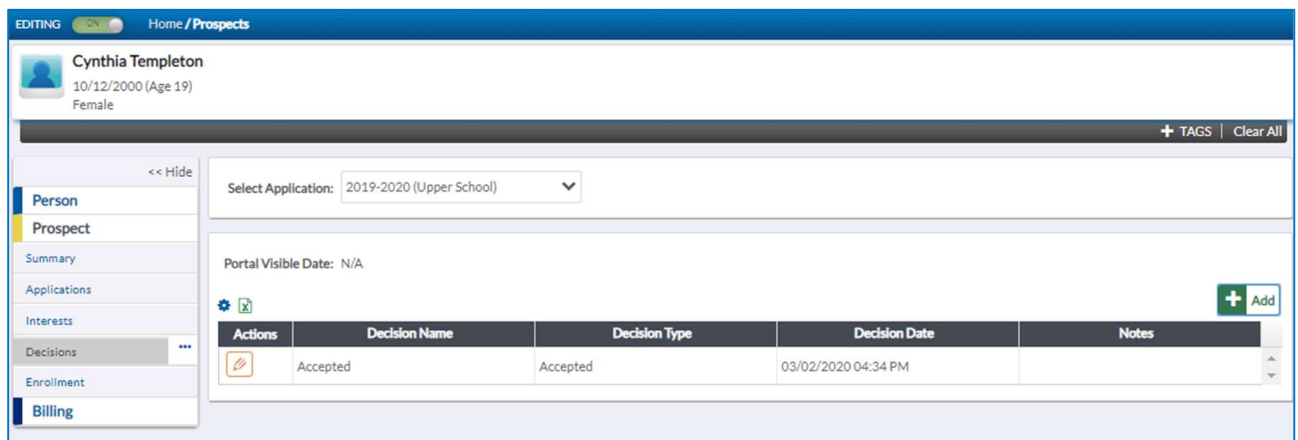 EDITING ON Home / Prospects
Cynthia Templeton
10/12/2000 (Age 19)
Female
+ TAGS | Clear All
<< Hide
Person
Prospect
Summary
Applications
Interests
Decisions ...
Enrollment
Billing
Select Application: 2019-2020 (Upper School)
Portal Visible Date: N/A
+ Add
Actions Decision Name Decision Type Decision Date Notes
Accepted Accepted 03/02/2020 04:34 PM